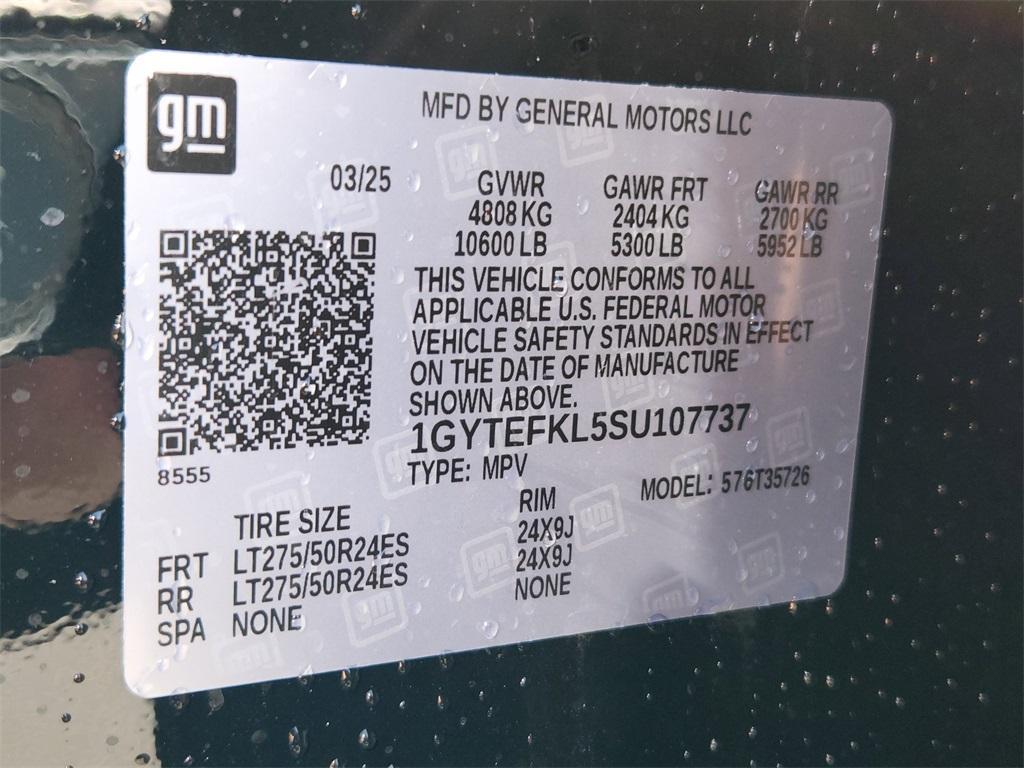 gm
MFD BY GENERAL MOTORS LLC
03/25 GVWR GAWR FRT GAWR RR
4808 KG 2404 KG 2700 KG
10600 LB 5300 LB 5952 LB
THIS VEHICLE CONFORMS TO ALL
APPLICABLE U.S. FEDERAL MOTOR
VEHICLE SAFETY STANDARDS IN EFFECT
ON THE DATE OF MANUFACTURE
SHOWN ABOVE.
1GYTEFKL5SU107737
8555
TYPE: MPV MODEL: 576T35726
TIRE SIZE RIM
FRT LT275/50R24ES 24X9J
RR LT275/50R24ES 24X9J
SPA NONE NONE